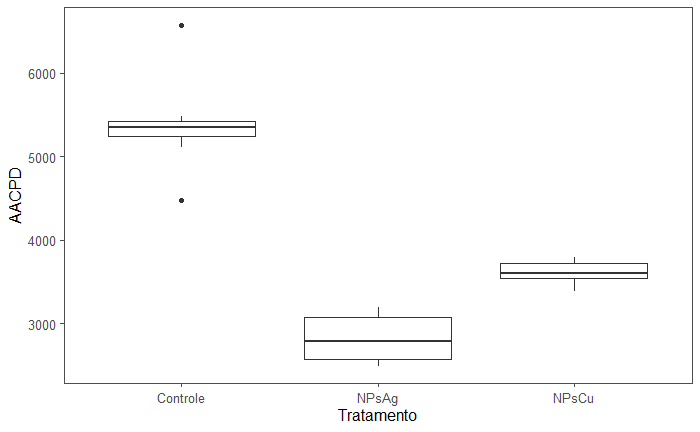 AACPD
6000
5000
4000
3000
Controle
NPsAg
NPsCu
Tratamento